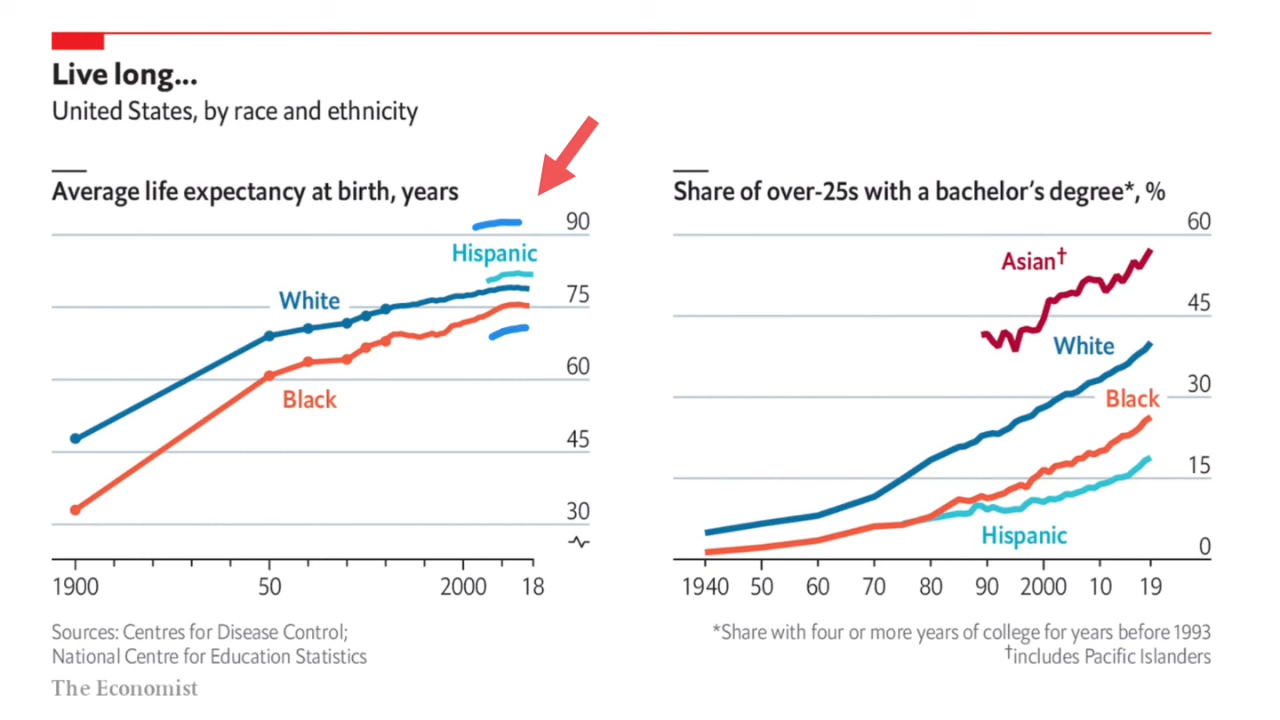 Live long...
United States, by race and ethnicity
Average life expectancy at birth, years
90
Hispanic
White
75
60
Black
45
30
1900
50
2000
18
Share of over-25s with a bachelor's degree*, %
60
Asian†
45
White
30
Black
15
Hispanic
0
1940
50
60
70
80
90
2000
10
19
Sources: Centres for Disease Control;
National Centre for Education Statistics
*Share with four or more years of college for years before 1993
†includes Pacific Islanders
The Economist